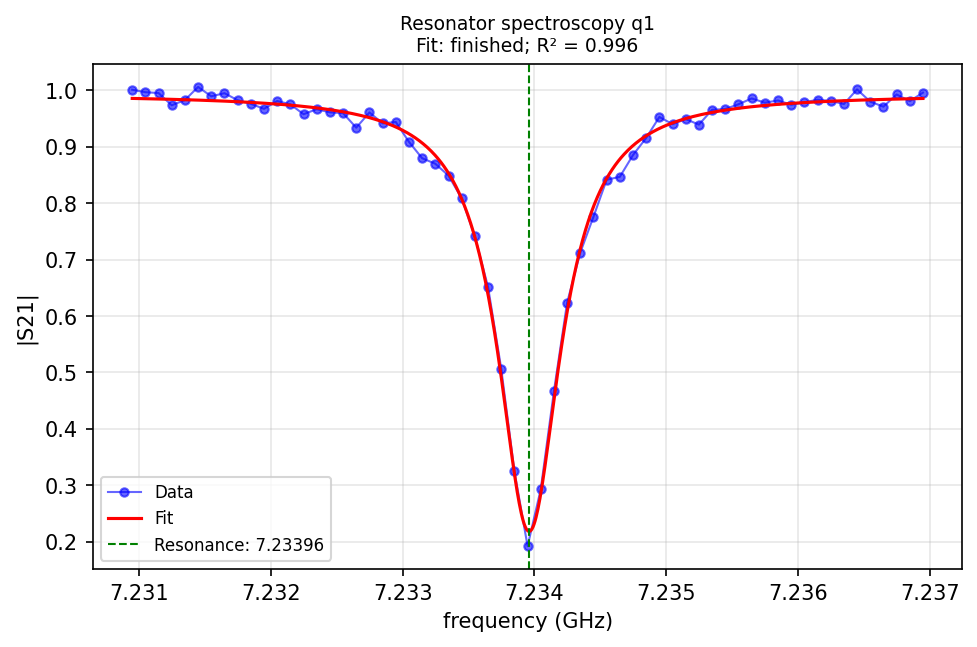 Resonator spectroscopy q1
Fit: finished; R² = 0.996
|S21|
1.0
0.9
0.8
0.7
0.6
0.5
0.4
0.3
0.2
Data
Fit
Resonance: 7.23396
7.231 7.232 7.233 7.234 7.235 7.236 7.237
frequency (GHz)